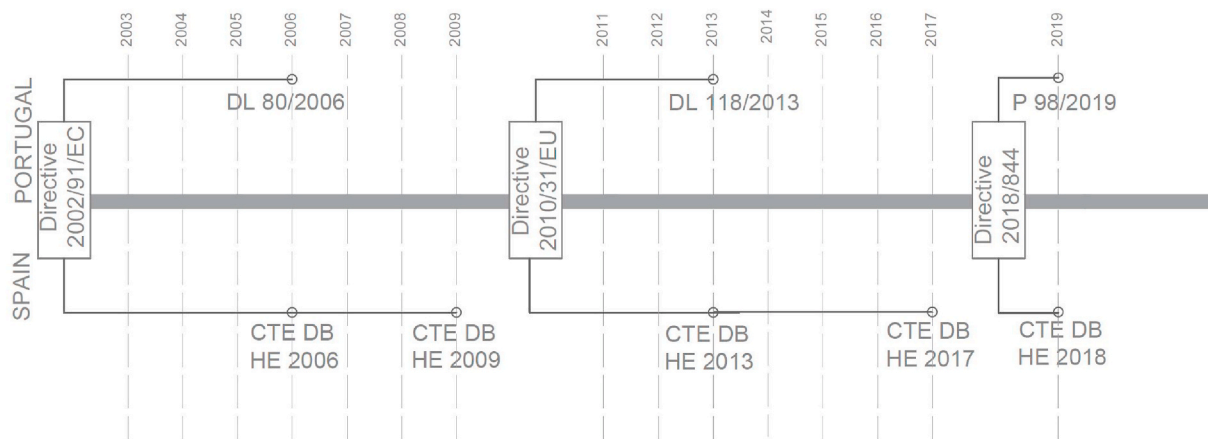 2003
2004
2005
2006
2007
2008
2009
2011
2012
2013
2014
2015
2016
2017
2019
PORTUGAL
DL 80/2006
DL 118/2013
P 98/2019
Directive
2002/91/EC
Directive
2010/31/EU
Directive
2018/844
SPAIN
CTE DB
HE 2006
CTE DB
HE 2009
CTE DB
HE 2013
CTE DB
HE 2017
CTE DB
HE 2018